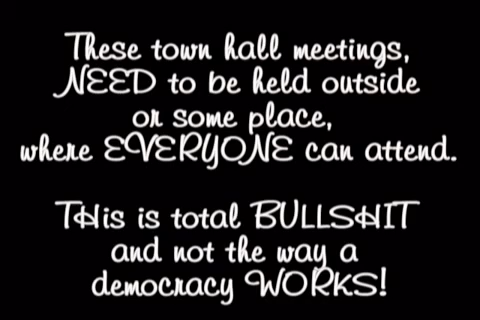 These town hall meetings,
NEED to be held outside
or some place,
where EVERYONE can attend.
THis is total BULLSHIT
and not the way a
democracy WORKS!